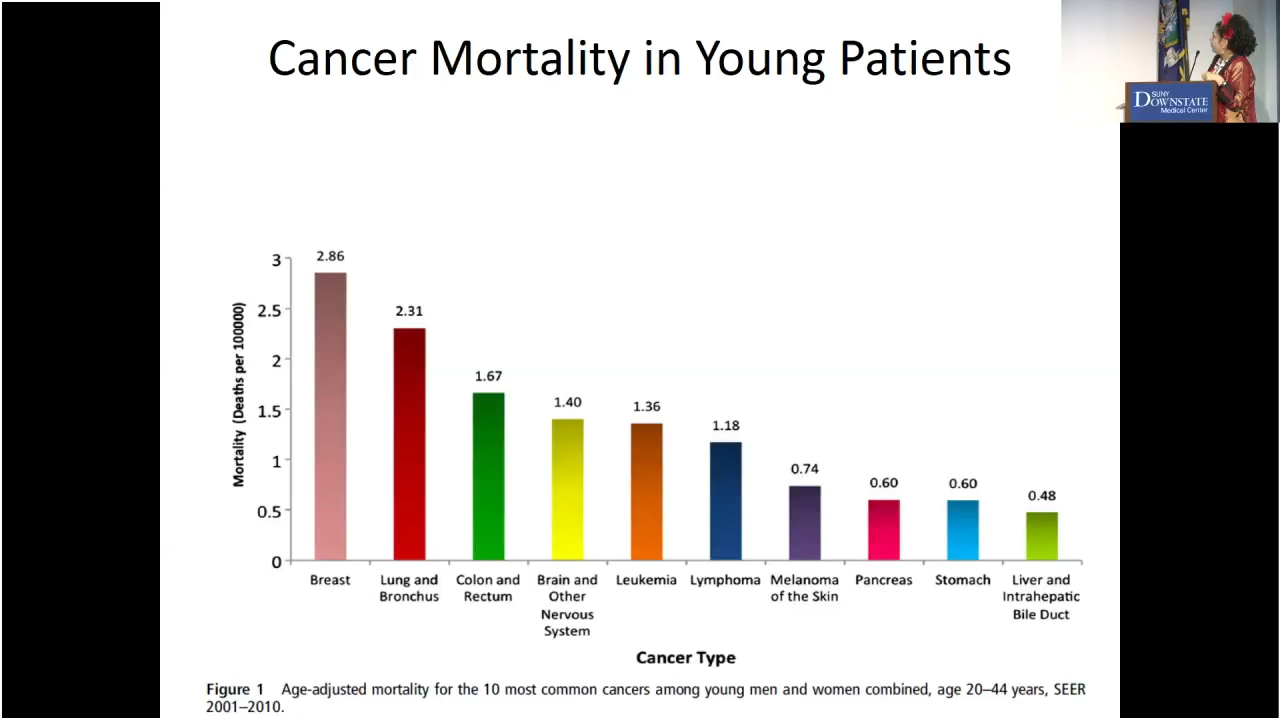 Cancer Mortality in Young Patients
SUNY
DOWNSTATE
Medical Center
Mortality (Deaths per 100000)
3
2.5
2
1.5
1
0.5
0
2.86
2.31
1.67
1.40
1.36
1.18
0.74
0.60
0.60
0.48
Breast
Lung and
Bronchus
Colon and
Rectum
Brain and
Other
Nervous
System
Leukemia
Lymphoma
Melanoma
of the Skin
Pancreas
Stomach
Liver and
Intrahepatic
Bile Duct
Cancer Type
Figure 1 Age-adjusted mortality for the 10 most common cancers among young men and women combined, age 20–44 years, SEER
2001–2010.